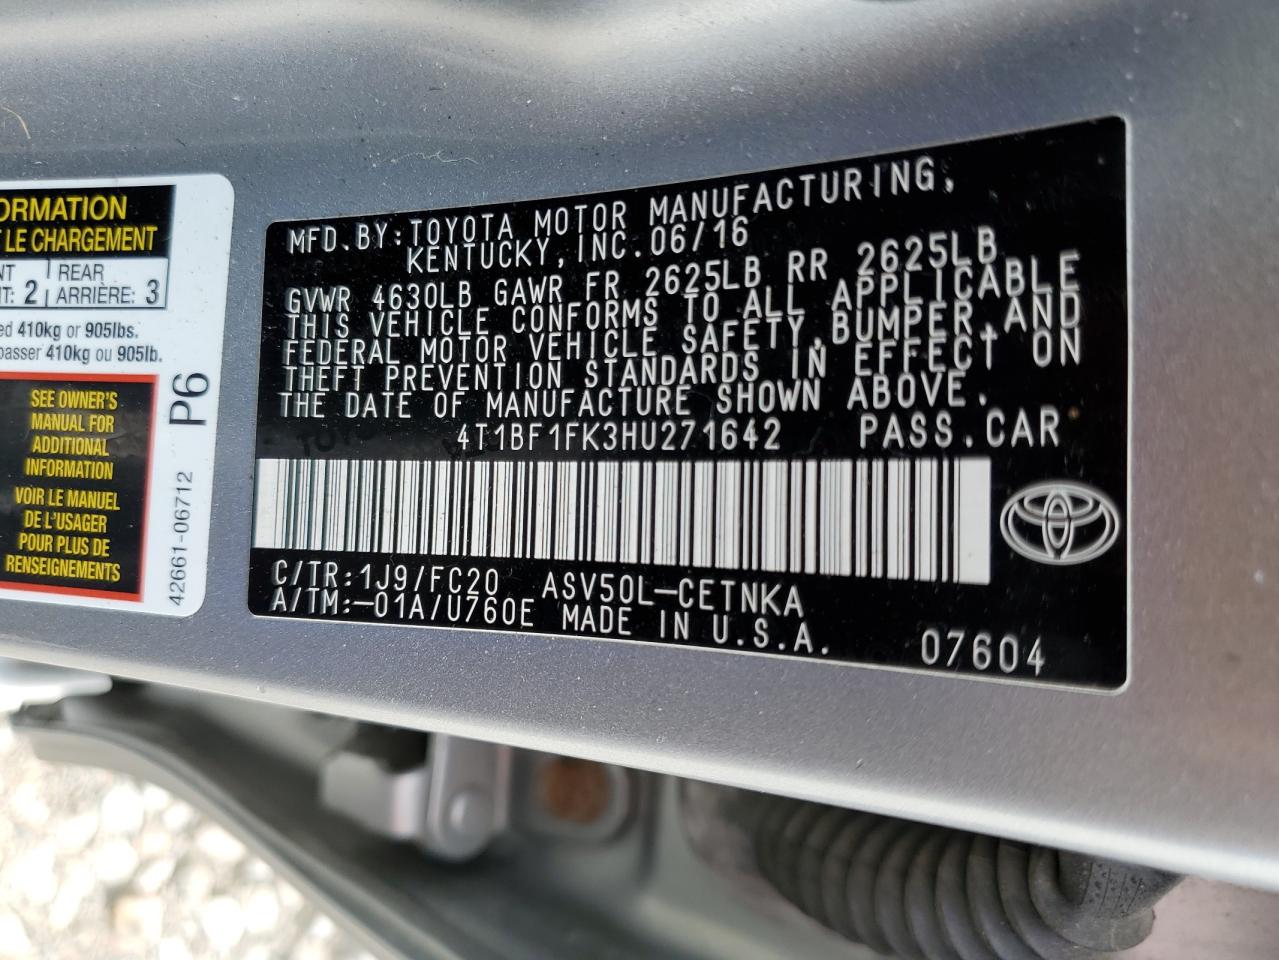 ORMATION
LE CHARGEMENT
NT
: 2
REAR
ARRIÈRE: 3
410kg or 905lbs.
passer 410kg ou 905lb.
SEE OWNER'S
MANUAL FOR
ADDITIONAL
INFORMATION
VOIR LE MANUEL
DE L'USAGER
POUR PLUS DE
RENSEIGNEMENTS
P6
42661-06712
MFD.BY:TOYOTA MOTOR MANUFACTURING,
KENTUCKY,INC.06/16
GVWR 4630LB GAWR FR 2625LB RR 2625LB
THIS VEHICLE CONFORMS TO ALL APPLICABLE
FEDERAL MOTOR VEHICLE SAFETY,BUMPER,AND
THEFT PREVENTION STANDARDS IN EFFECT ON
THE DATE OF MANUFACTURE SHOWN ABOVE.
4T1BF1FK3HU271642 PASS.CAR
C/TR:1J9/FC20 ASV50L-CETNKA
A/TM:-01A/U760E MADE IN U.S.A. 07604